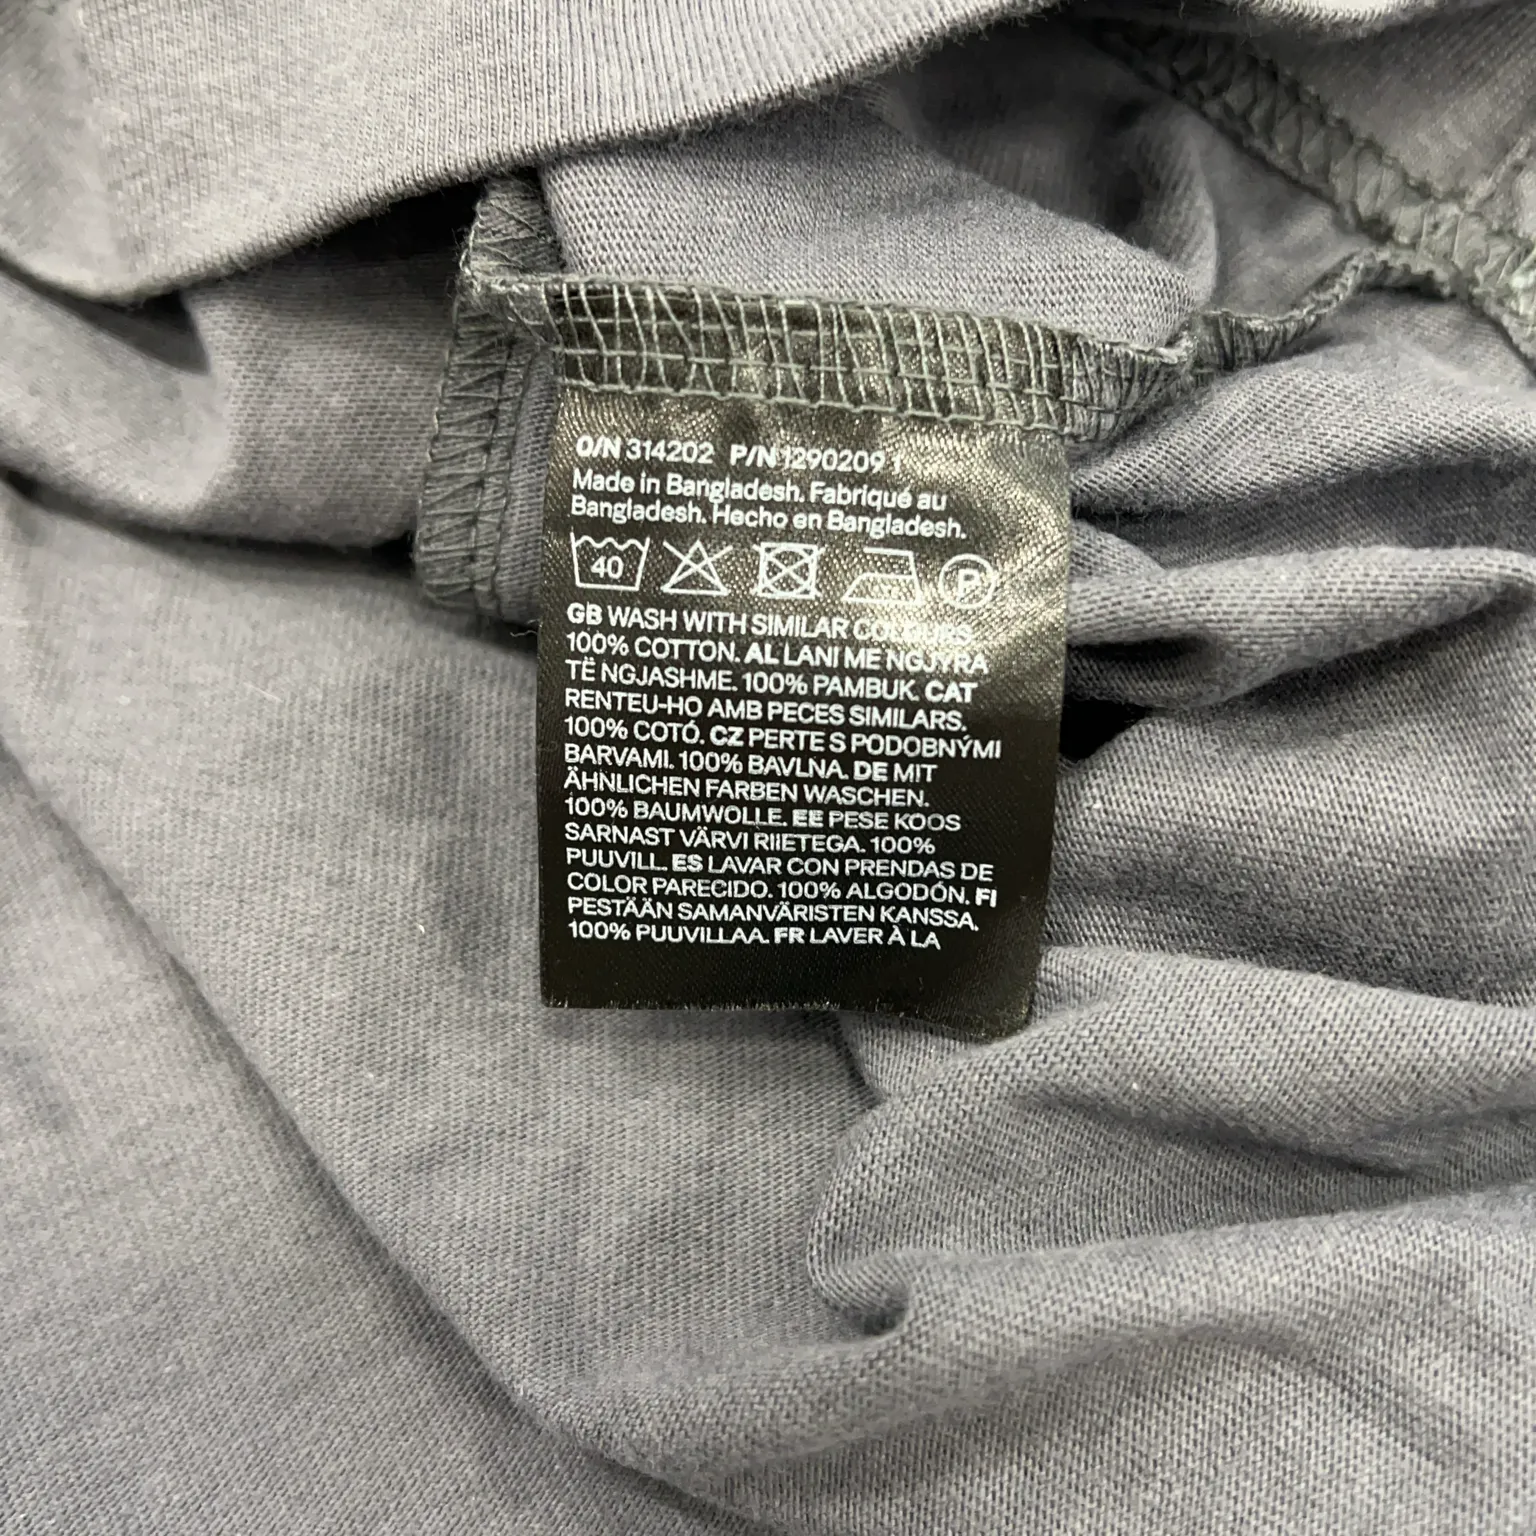 O/N 314202 P/N 1290209 1
Made in Bangladesh. Fabriqué au
Bangladesh. Hecho en Bangladesh.
40 P
GB WASH WITH SIMILAR COLOURS.
100% COTTON. AL LANI ME NGJYRA
TË NGJASHME. 100% PAMBUK. CAT
RENTEU-HO AMB PECES SIMILARS.
100% COTÓ. CZ PERTE S PODOBNÝMI
BARVAMI. 100% BAVLNA. DE MIT
ÄHNLICHEN FARBEN WASCHEN.
100% BAUMWOLLE. EE PESE KOOS
SARNAST VÄRVI RIIETEGA. 100%
PUUVILL. ES LAVAR CON PRENDAS DE
COLOR PARECIDO. 100% ALGODÓN. FI
PESTÄÄN SAMANVÄRISTEN KANSSA.
100% PUUVILLAA. FR LAVER À LA